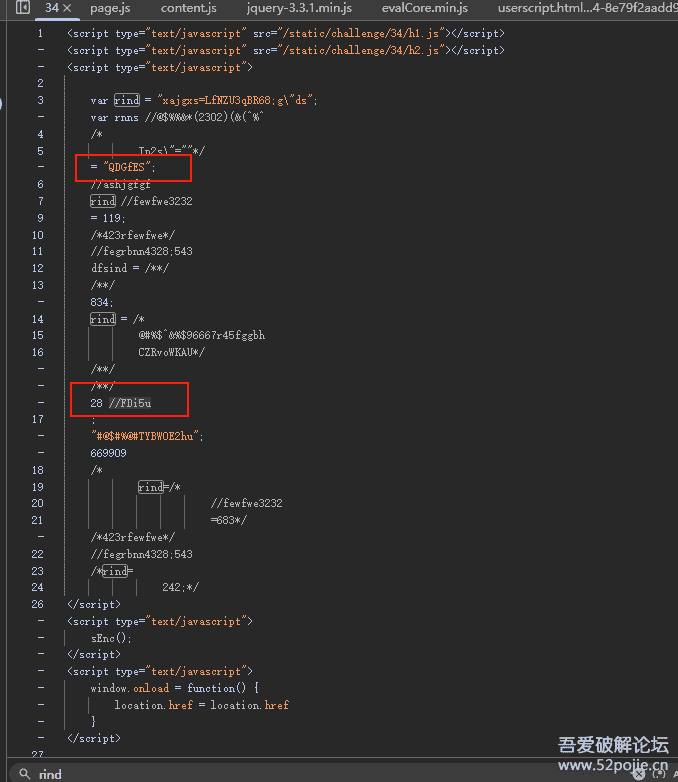 34 × page.js content.js jquery-3.3.1.min.js evalCore.min.js userscript.html...4-8e79f2aadd9
1 <script type="text/javascript" src="/static/challenge/34/h1.js"></script>
- <script type="text/javascript" src="/static/challenge/34/h2.js"></script>
- <script type="text/javascript">
2
3 var rind = "xajgxs=LfNZU3qBR68;g\"ds";
- var rnns //@$%%&*(2302)(&(^%^
4 /*
5 In2s\"=""*/
- = "QDGfES";
6 //ashjgfgf
7 rind //fewfwe3232
9 = 119;
10 /*423rfewfwe*/
11 //fegrbnn4328;543
12 dfsind = /**/
13 /**/
- 834;
14 rind = /*
15 @#%$^&%$96667r45fggbh
16 CZRvoWKAU*/
- /**/
- /**/
- 28 //FDi5u
17 ;
- "#@$#%@#TYBWOE2hu";
- 669909
18 /*
19 rind=/*
20 //fewfwe3232
21 =683*/
- /*423rfewfwe*/
22 //fegrbnn4328;543
23 /*rind=
24 242;*/
26 </script>
- <script type="text/javascript">
- sEnc();
- </script>
- <script type="text/javascript">
- window.onload = function() {
- location.href = location.href
- }
- </script>
27
吾爱破解论坛
www.52pojie.cn
rind